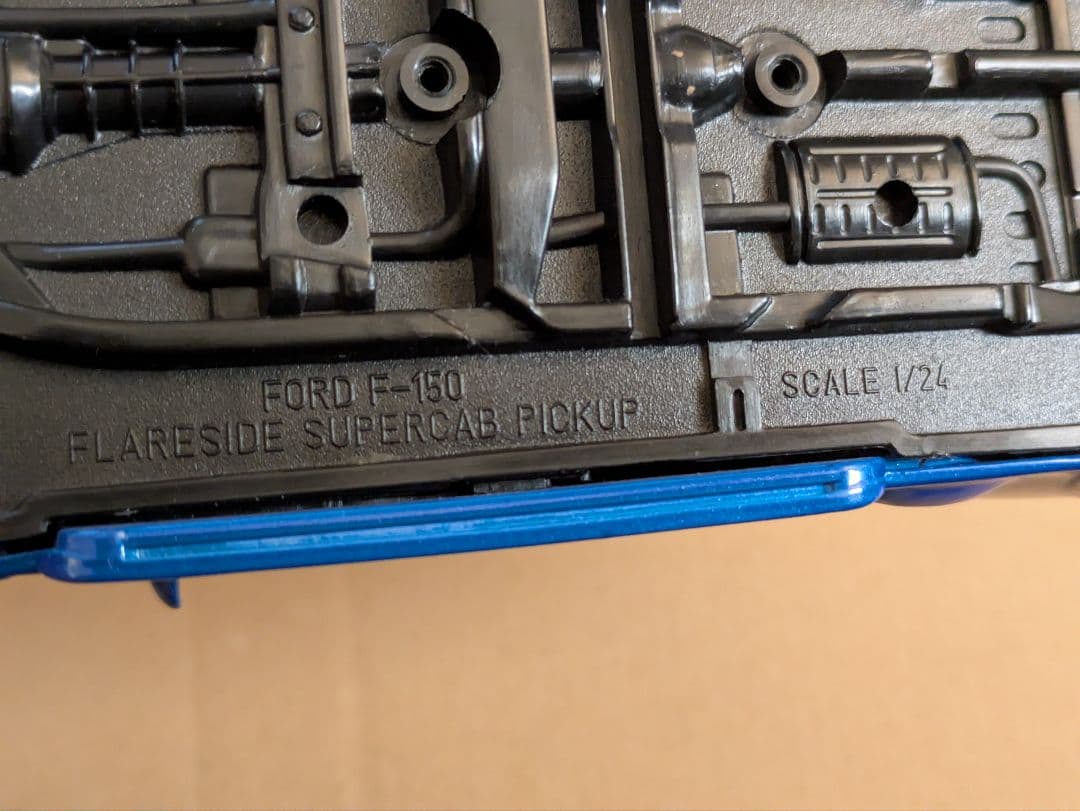 FORD F-150
FLARESIDE SUPERCAB PICKUP
SCALE 1/24